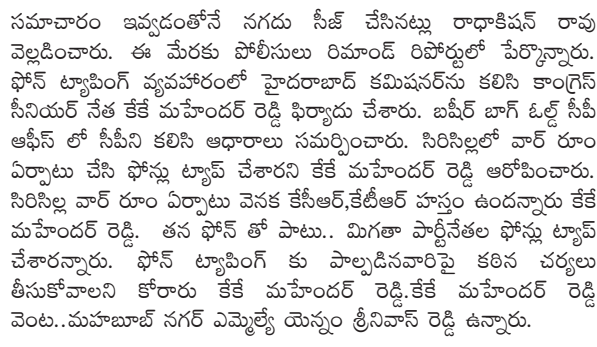 సమాచారం ఇవ్వడంతోనే నగదు సీజ్ చేసినట్లు రాధాకిషన్ రావు
వెల్లడించారు. ఈ మేరకు పోలీసులు రిమాండ్ రిపోర్టులో పేర్కొన్నారు.
ఫోన్ ట్యాపింగ్ వ్యవహారంలో హైదరాబాద్ కమిషనర్‌ను కలిసి కాంగ్రెస్
సీనియర్ నేత కేకే మహేందర్ రెడ్డి ఫిర్యాదు చేశారు. బషీర్ బాగ్ ఓల్డ్ సీపీ
ఆఫీస్ లో సీపీని కలిసి ఆధారాలు సమర్పించారు. సిరిసిల్లలో వార్ రూం
ఏర్పాటు చేసి ఫోన్లు ట్యాప్ చేశారని కేకే మహేందర్ రెడ్డి ఆరోపించారు.
సిరిసిల్ల వార్ రూం ఏర్పాటు వెనక కేసీఆర్,కేటీఆర్ హస్తం ఉందన్నారు కేకే
మహేందర్ రెడ్డి. తన ఫోన్ తో పాటు.. మిగతా పార్టీనేతల ఫోన్లు ట్యాప్
చేశారన్నారు. ఫోన్ ట్యాపింగ్ కు పాల్పడినవారిపై కఠిన చర్యలు
తీసుకోవాలని కోరారు కేకే మహేందర్ రెడ్డి.కేకే మహేందర్ రెడ్డి
వెంట..మహబూబ్ నగర్ ఎమ్మెల్యే యెన్నం శ్రీనివాస్ రెడ్డి ఉన్నారు.